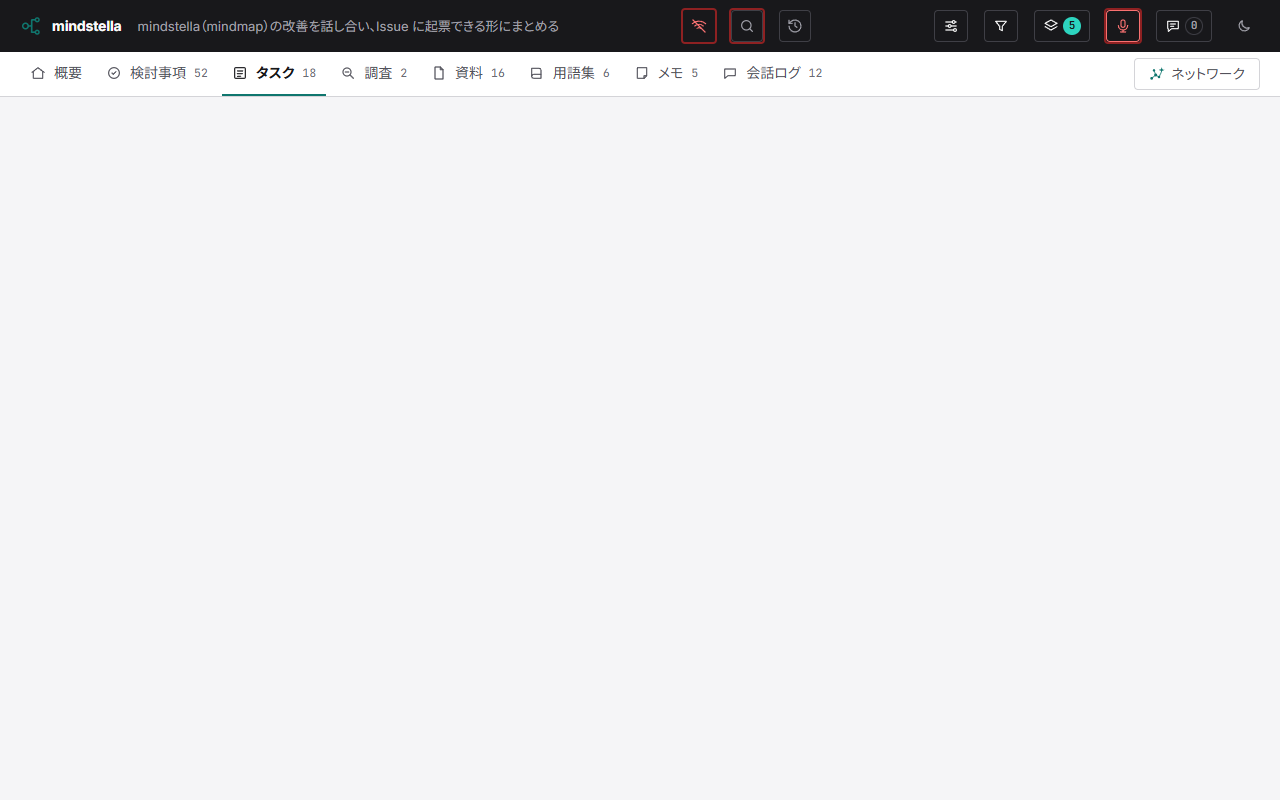 mindstella mindstella（mindmap）の改善を話し合い、Issue に起票できる形にまとめる 5 0
概要 検討事項 52 タスク 18 調査 2 資料 16 用語集 6 メモ 5 会話ログ 12 ネットワーク